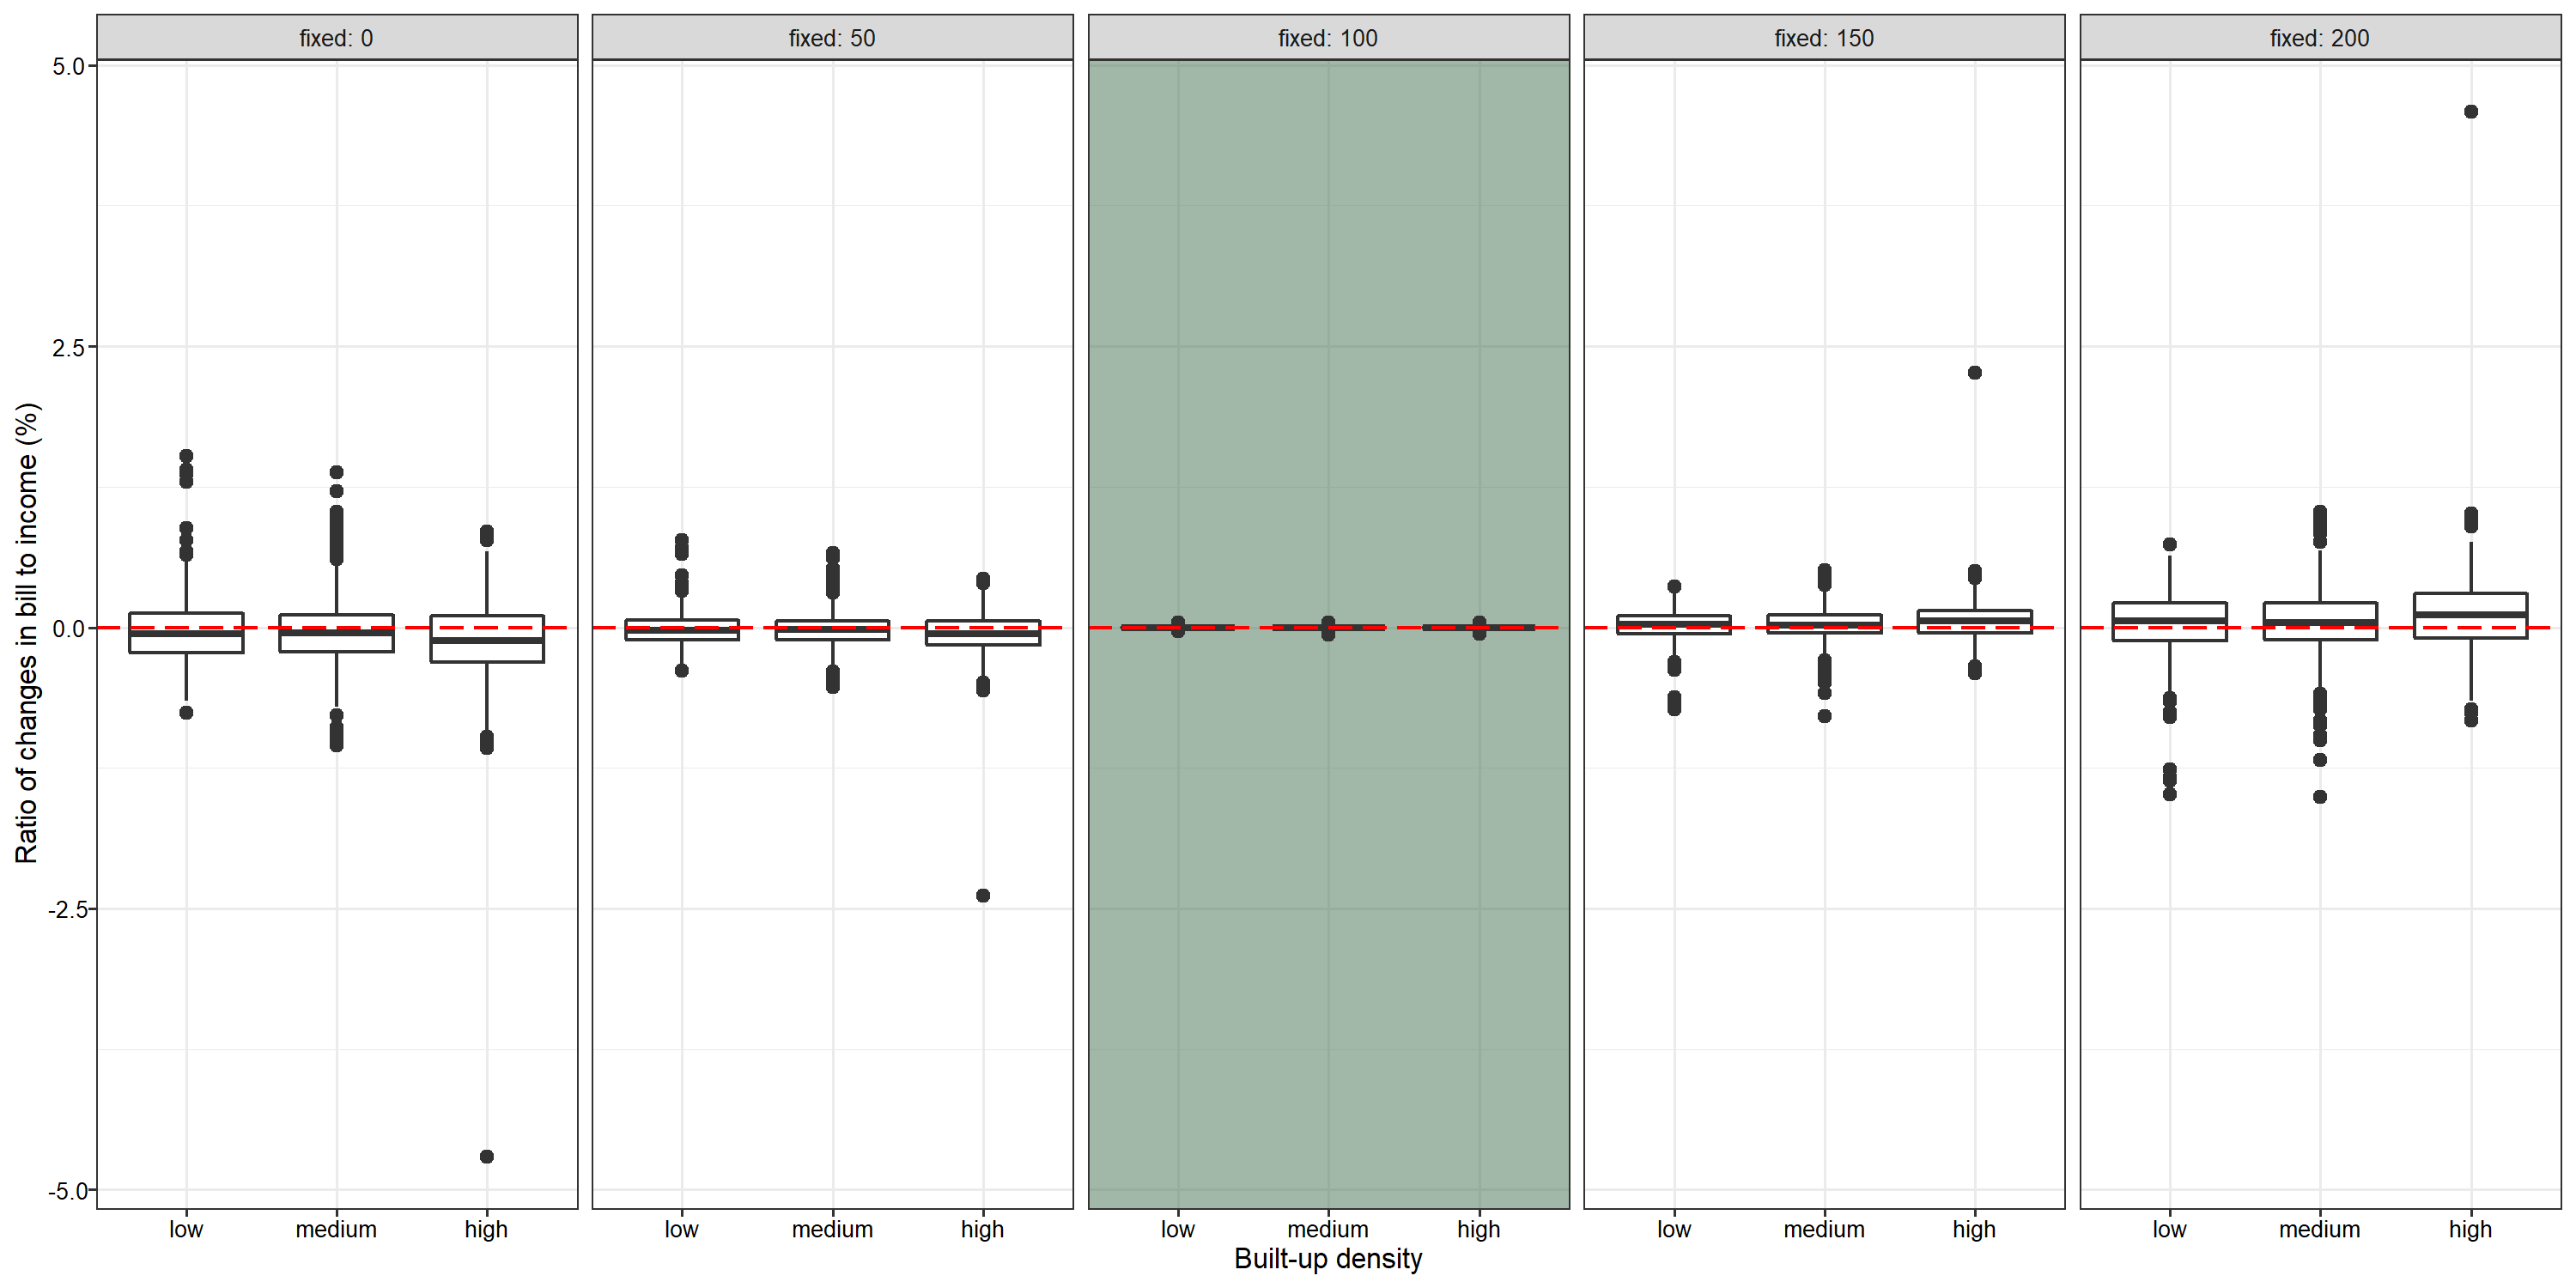 fixed: 0
fixed: 50
fixed: 100
fixed: 150
fixed: 200
Ratio of changes in bill to income (%)
5.0
2.5
0.0
-2.5
-5.0
low medium high
low medium high
low medium high
low medium high
low medium high
Built-up density